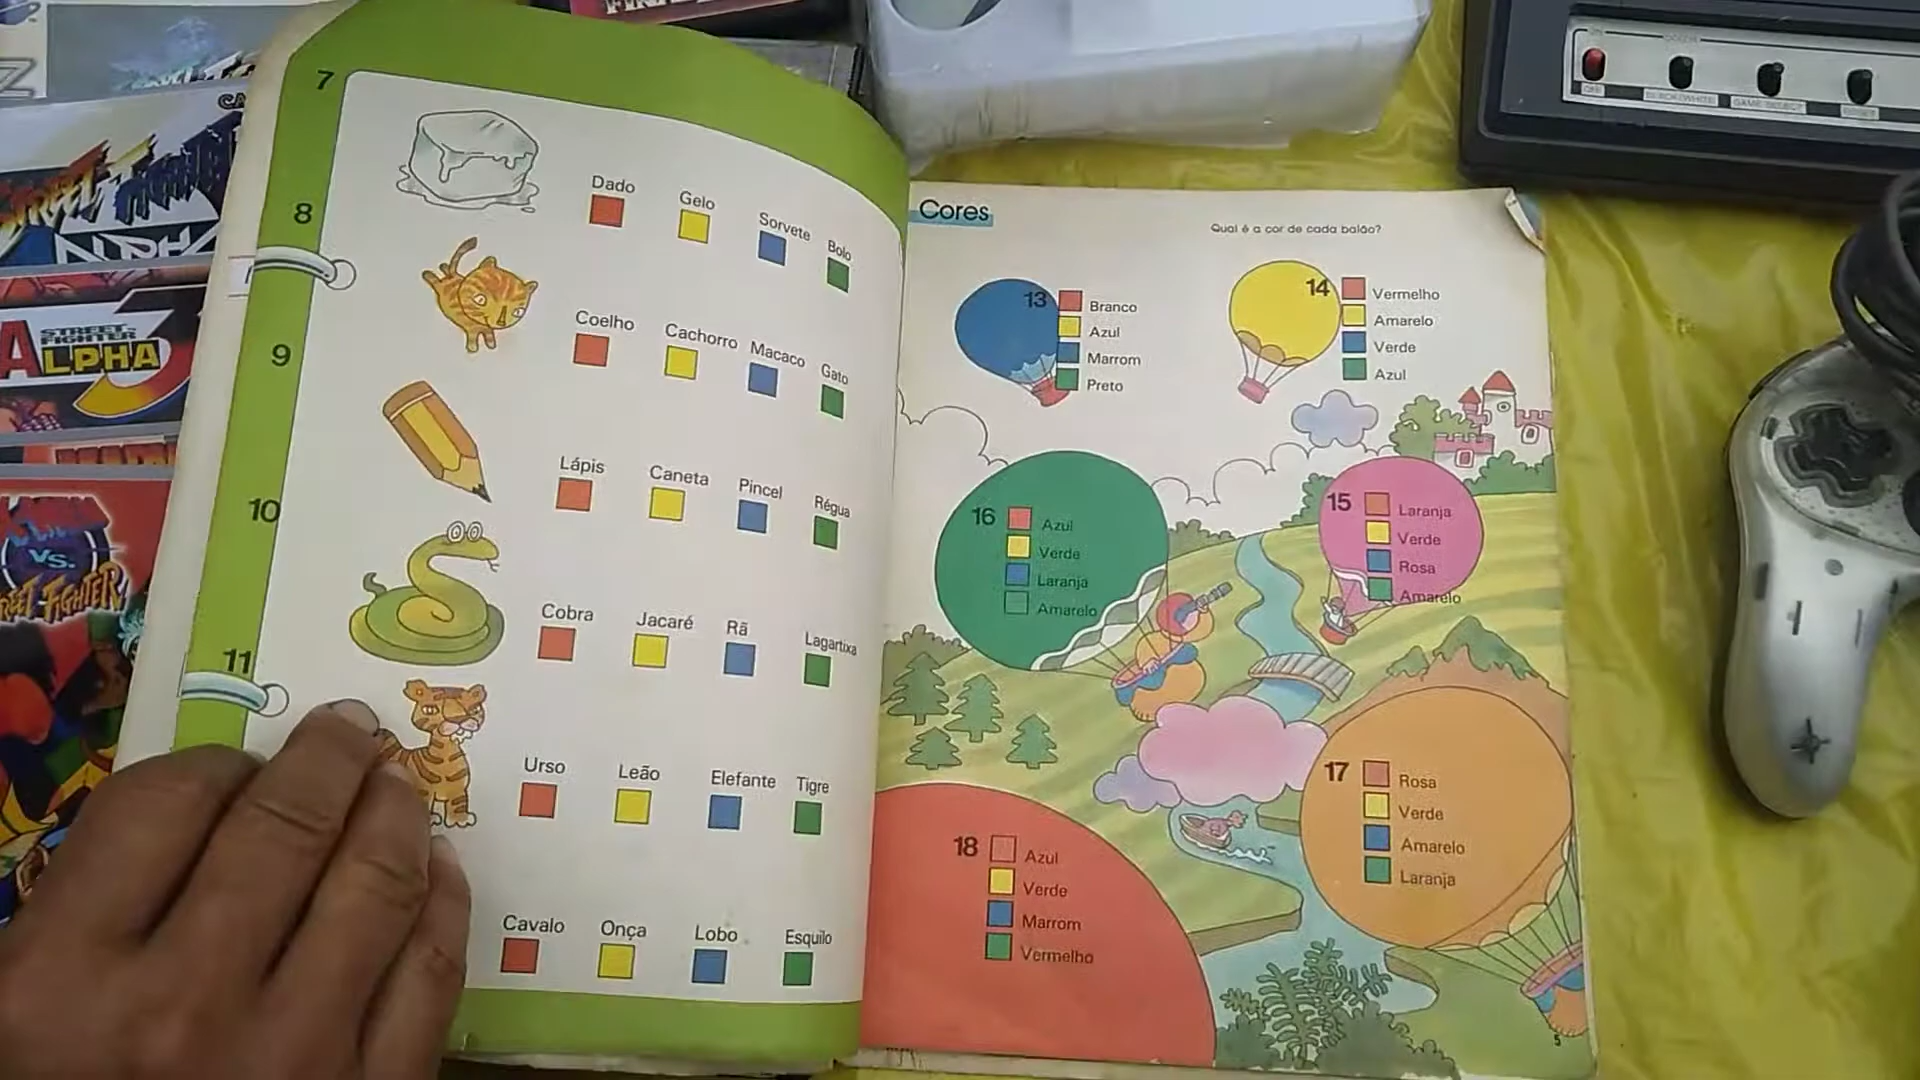 7
Dado
Gelo
Sorvete
Bolo
8
Coelho
Cachorro
Macaco
Gato
9
Lápis
Caneta
Pincel
Régua
10
Cobra
Jacaré
Rã
Lagartixa
11
Urso
Leão
Elefante
Tigre
Cavalo
Onça
Lobo
Esquilo
Cores
Qual é a cor de cada balão?
13
Branco
Azul
Marrom
Preto
14
Vermelho
Amarelo
Verde
Azul
16
Azul
Verde
Laranja
Amarelo
15
Laranja
Verde
Rosa
Amarelo
17
Rosa
Verde
Amarelo
Laranja
18
Azul
Verde
Marrom
Vermelho
5
STREET
ALPHA
STREET
FIGHTER
ALPHA
3
VS.
STREET FIGHTER
GAME SELECT